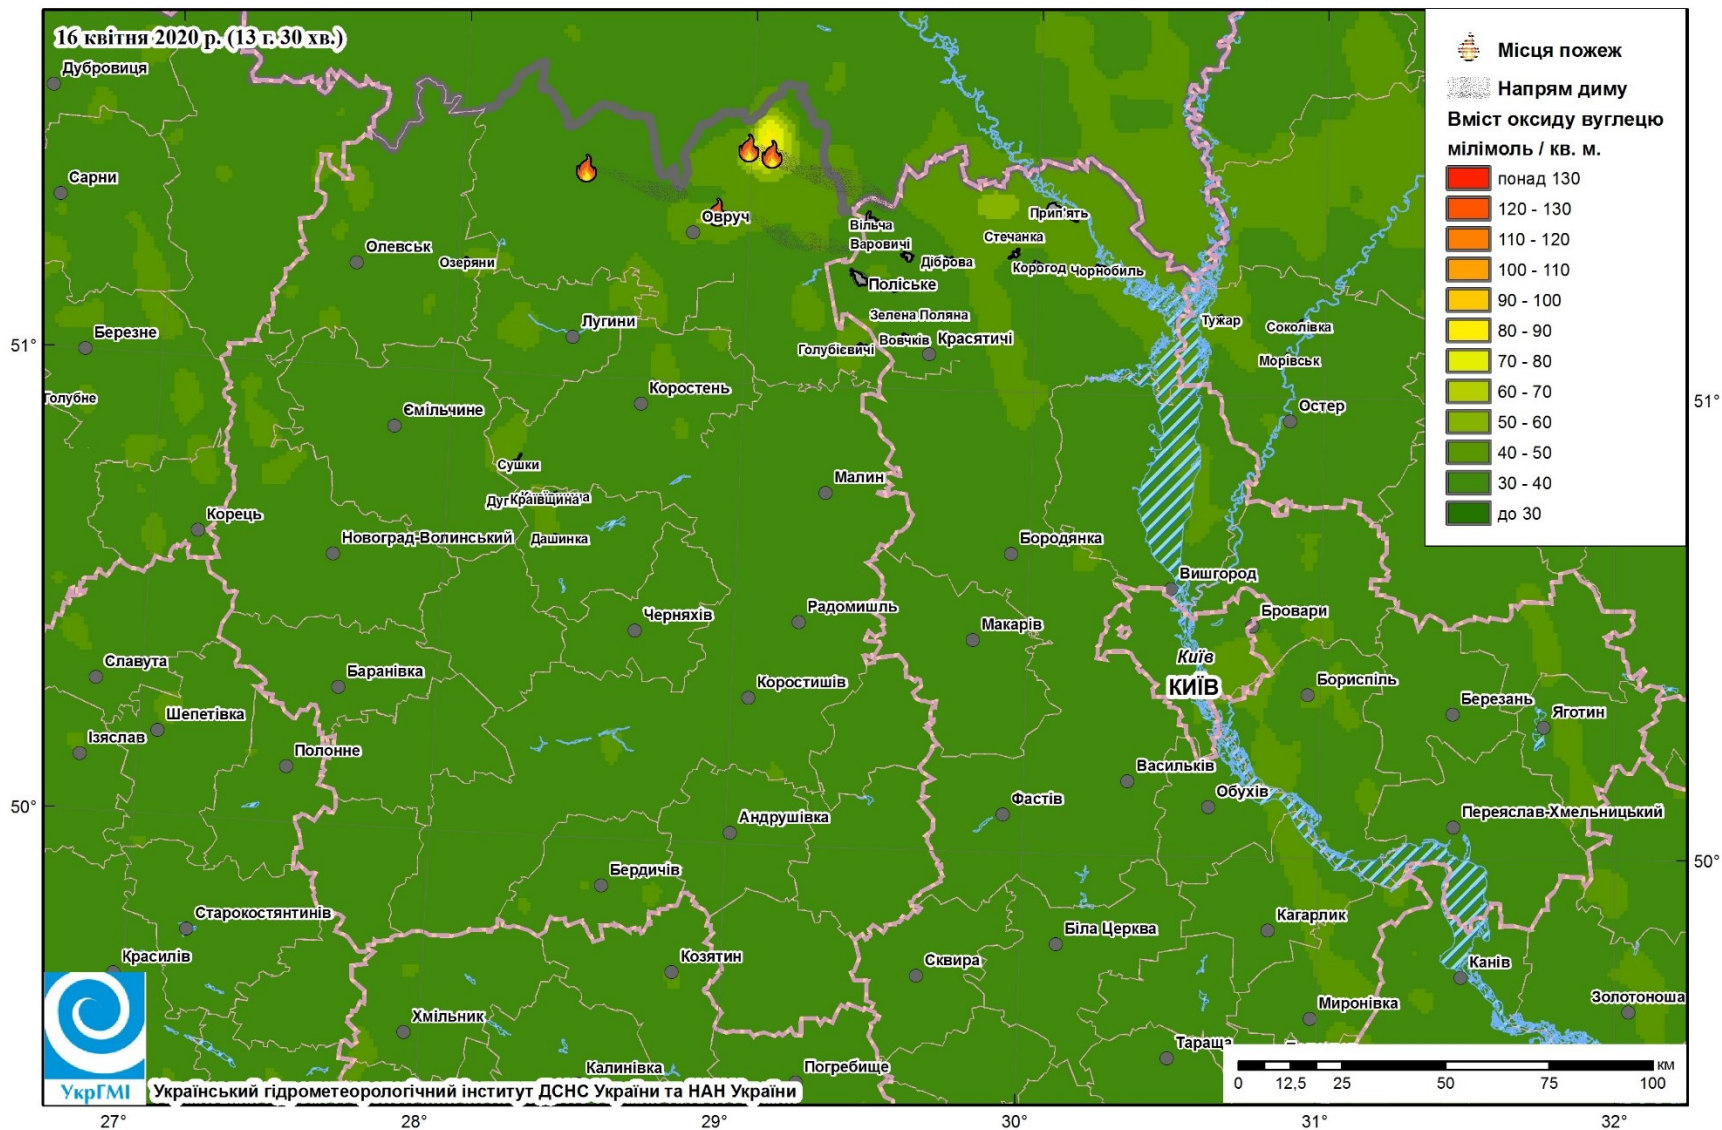 16 квітня 2020 р. (13 г. 30 хв.)
Місця пожеж
Напрям диму
Вміст оксиду вуглецю
мілімоль / кв. м.
понад 130
120 - 130
110 - 120
100 - 110
90 - 100
80 - 90
70 - 80
60 - 70
50 - 60
40 - 50
30 - 40
до 30
Дубровиця
Сарни
Овруч
Вільча
Прип'ять
Олевськ
Озеряни
Варовичі
Стечанка
Діброва
Корогод
Чорнобиль
Поліське
Зелена Поляна
Тужар
Соколівка
Березне
Лугини
Голубієвичі
Вовчків
Красятичі
Морівськ
51°
51°
Голубне
Ємільчине
Коростень
Остер
Сушки
Малин
Дуг
Краївщина
Корець
Новоград-Волинський
Дашинка
Бородянка
Вишгород
Черняхів
Радомишль
Макарів
Бровари
Славута
Баранівка
Київ
КИЇВ
Коростишів
Бориспіль
Березань
Яготин
Шепетівка
Ізяслав
Полонне
Васильків
Обухів
50°
Фастів
Андрушівка
Переяслав-Хмельницький
50°
Бердичів
Старокостянтинів
Біла Церква
Кагарлик
Красилів
Козятин
Сквира
Канів
Миронівка
Золотоноша
Хмільник
Калинівка
Погребище
Тараща
УкрГМІ
Український гідрометеорологічний інститут ДСНС України та НАН України
км
0 12,5 25 50 75 100
27° 28° 29° 30° 31° 32°